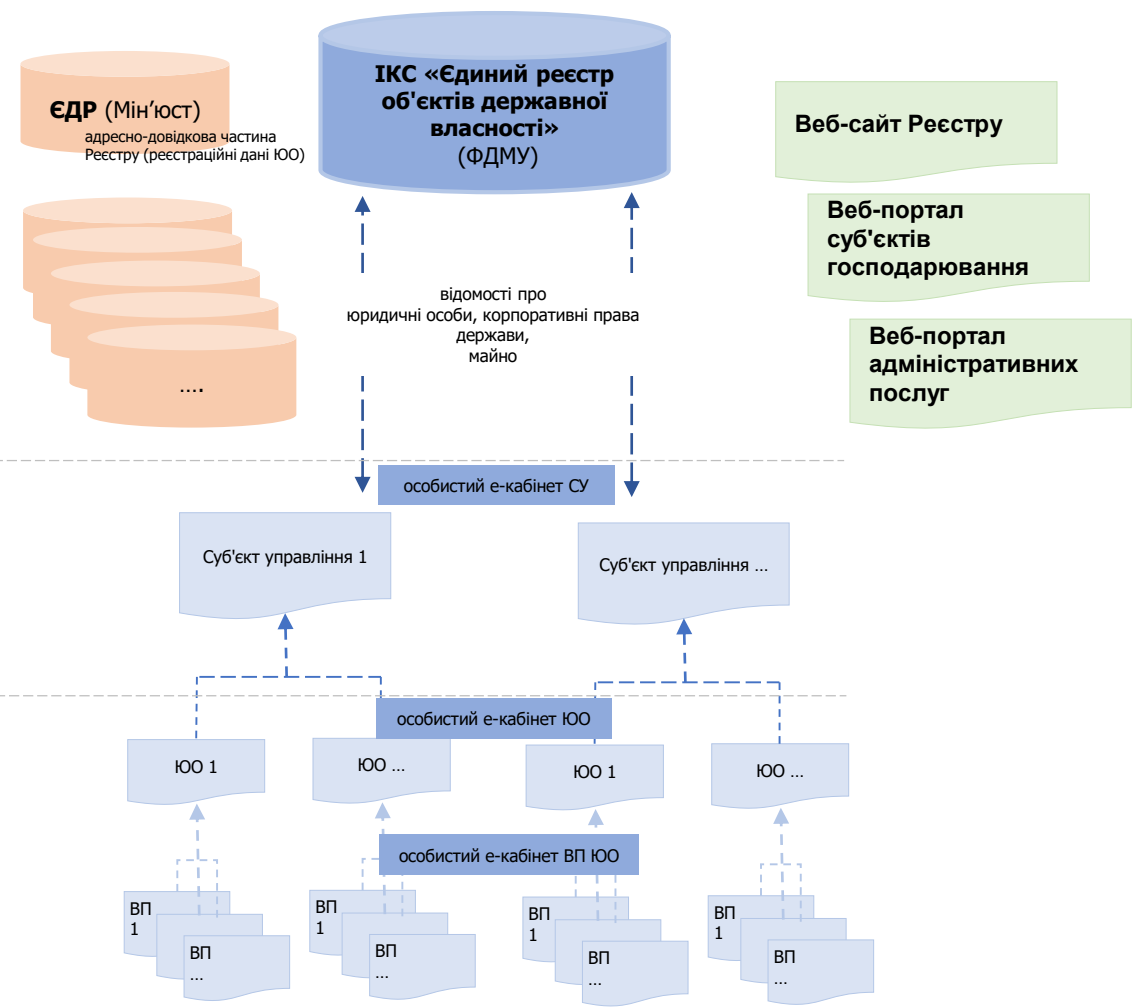 ЄДР (Мін'юст)
адресно-довідкова частина
Реєстру (реєстраційні дані ЮО)
….
ІКС «Єдиний реєстр
об'єктів державної
власності»
(ФДМУ)
Веб-сайт Реєстру
Веб-портал
суб'єктів
господарювання
Веб-портал
адміністративних
послуг
відомості про
юридичні особи, корпоративні права
держави,
майно
особистий е-кабінет СУ
Суб'єкт управління 1
Суб'єкт управління …
особистий е-кабінет ЮО
ЮО 1
ЮО …
ЮО 1
ЮО …
особистий е-кабінет ВП ЮО
ВП
1
ВП
…
ВП
1
ВП
…
ВП
1
ВП
…
ВП
1
ВП
…